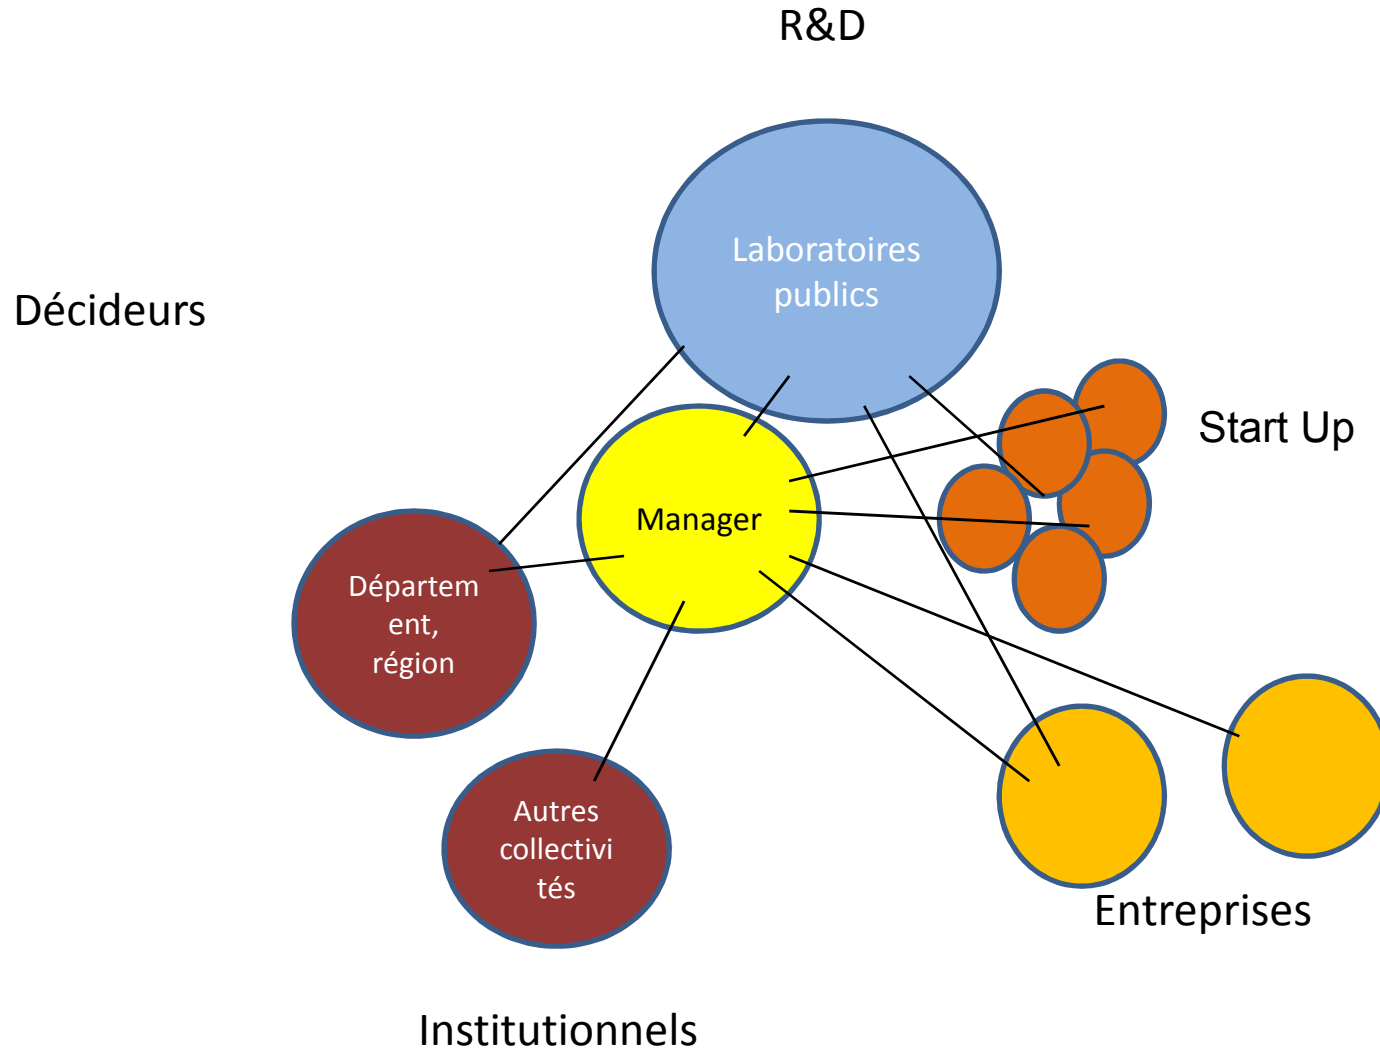 R&D
Laboratoires
publics
Décideurs
Start Up
Manager
Départem
ent,
région
Autres
collectivi
tés
Entreprises
Institutionnels